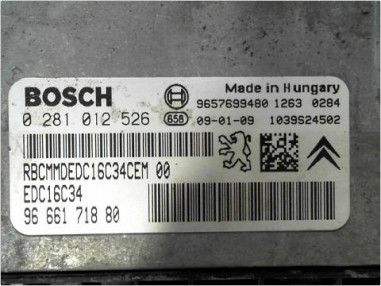 BOSCH
Made in Hungary
9657699480 1263 0284
0 281 012 526 658 09-01-09 1039S24502
RBCMMDEDC16C34CEM 00
EDC16C34
96 661 718 80